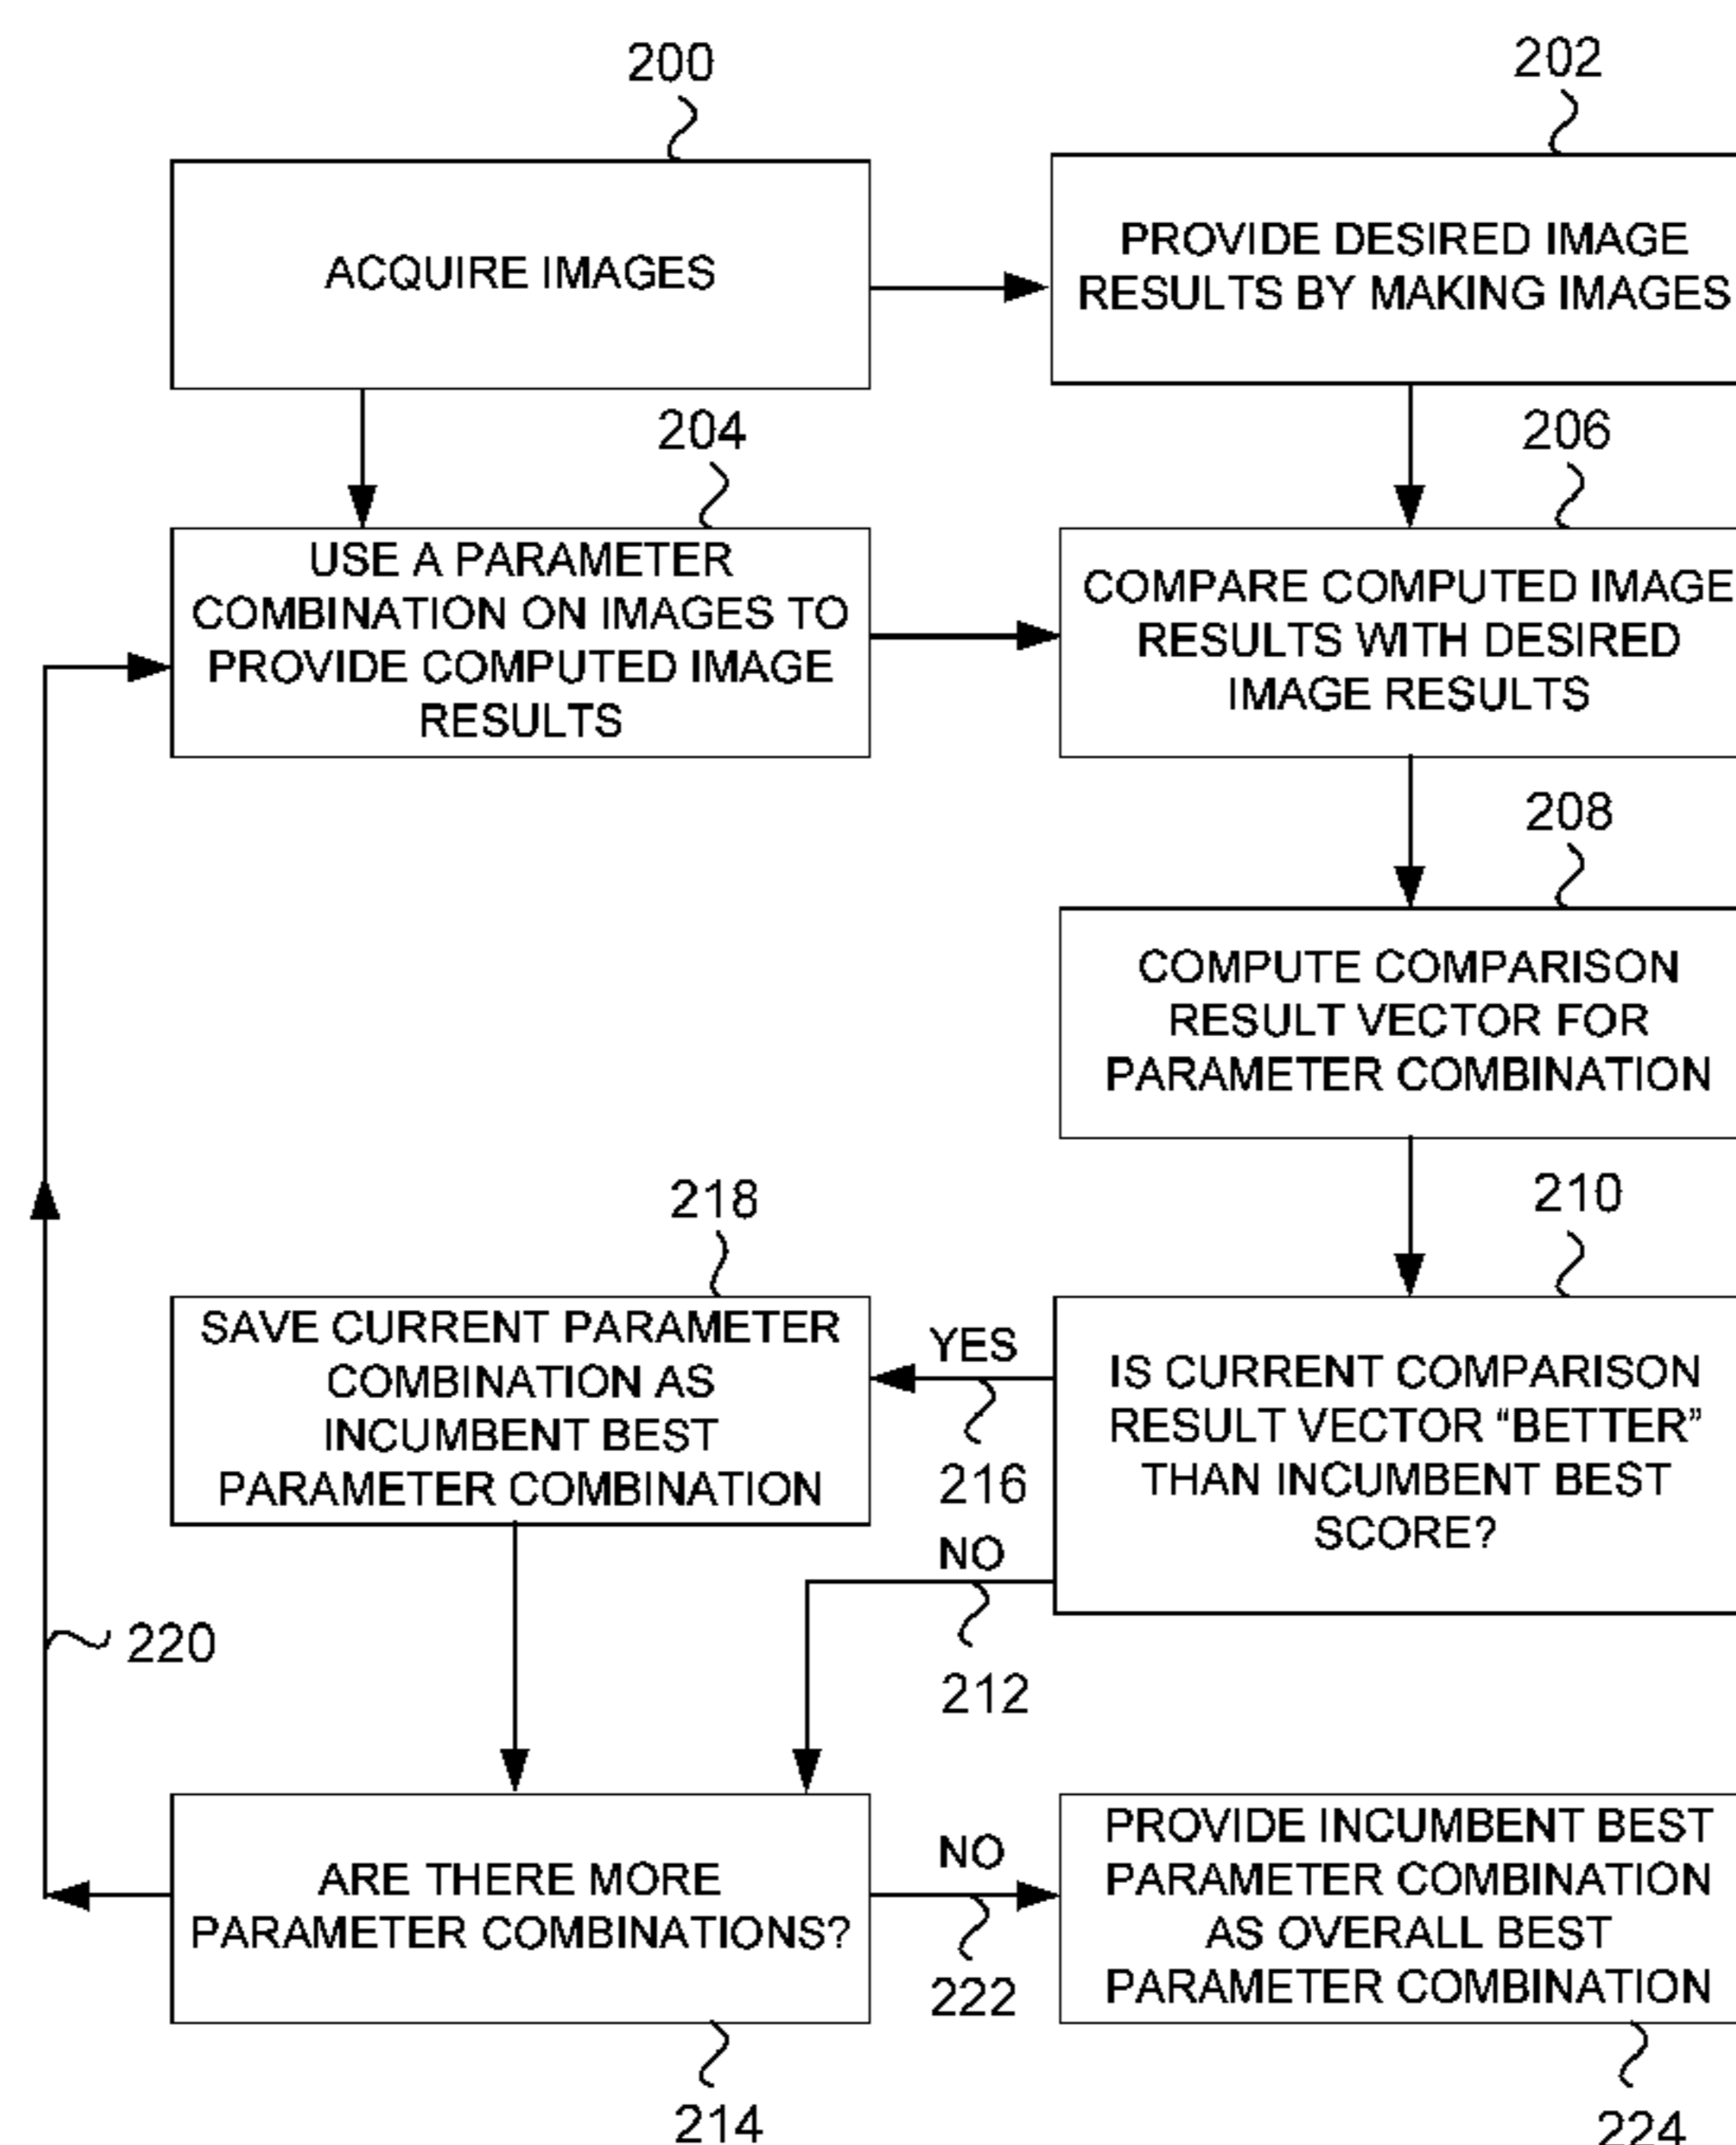 200
202
ACQUIRE IMAGES
PROVIDE DESIRED IMAGE
RESULTS BY MAKING IMAGES
204
206
USE A PARAMETER
COMBINATION ON IMAGES TO
PROVIDE COMPUTED IMAGE
RESULTS
COMPARE COMPUTED IMAGE
RESULTS WITH DESIRED
IMAGE RESULTS
208
COMPUTE COMPARISON
RESULT VECTOR FOR
PARAMETER COMBINATION
218
210
SAVE CURRENT PARAMETER
COMBINATION AS
INCUMBENT BEST
PARAMETER COMBINATION
YES
216
IS CURRENT COMPARISON
RESULT VECTOR “BETTER”
THAN INCUMBENT BEST
SCORE?
NO
212
220
ARE THERE MORE
PARAMETER COMBINATIONS?
NO
222
PROVIDE INCUMBENT BEST
PARAMETER COMBINATION
AS OVERALL BEST
PARAMETER COMBINATION
214
224